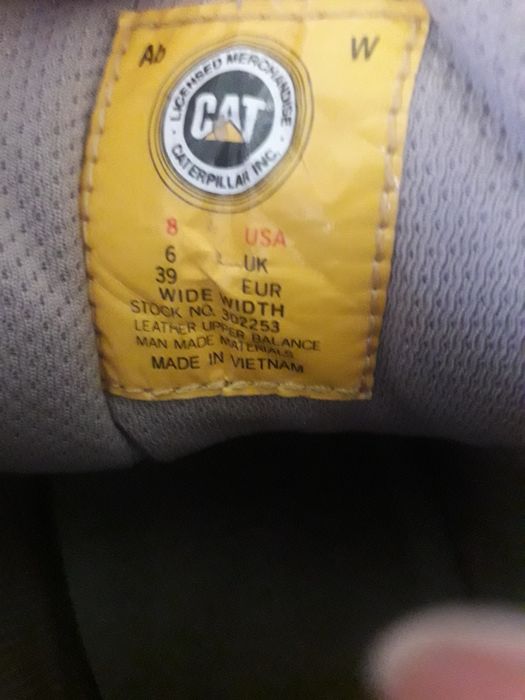 Ab W
LICENSED MERCHANDISE
CAT
CATERPILLAR INC.
8 USA
6 UK
39 EUR
WIDE WIDTH
STOCK NO. 302253
LEATHER UPPER BALANCE
MAN MADE MATERIALS
MADE IN VIETNAM